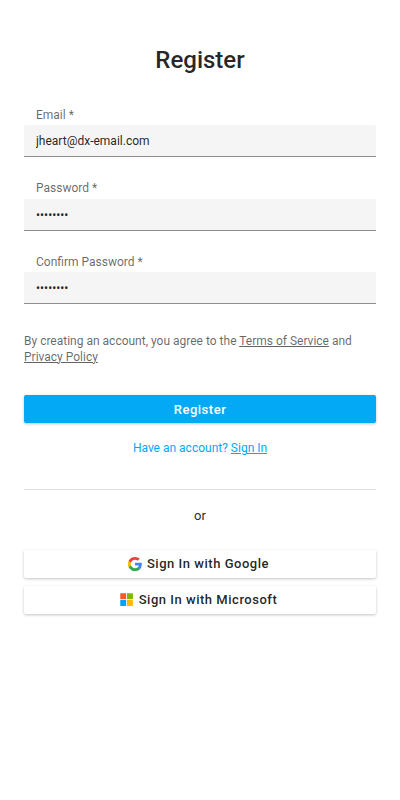 Register
Email *
jheart@dx-email.com
Password *
••••••••
Confirm Password *
••••••••
By creating an account, you agree to the Terms of Service and
Privacy Policy
Register
Have an account? Sign In
or
Sign In with Google
Sign In with Microsoft